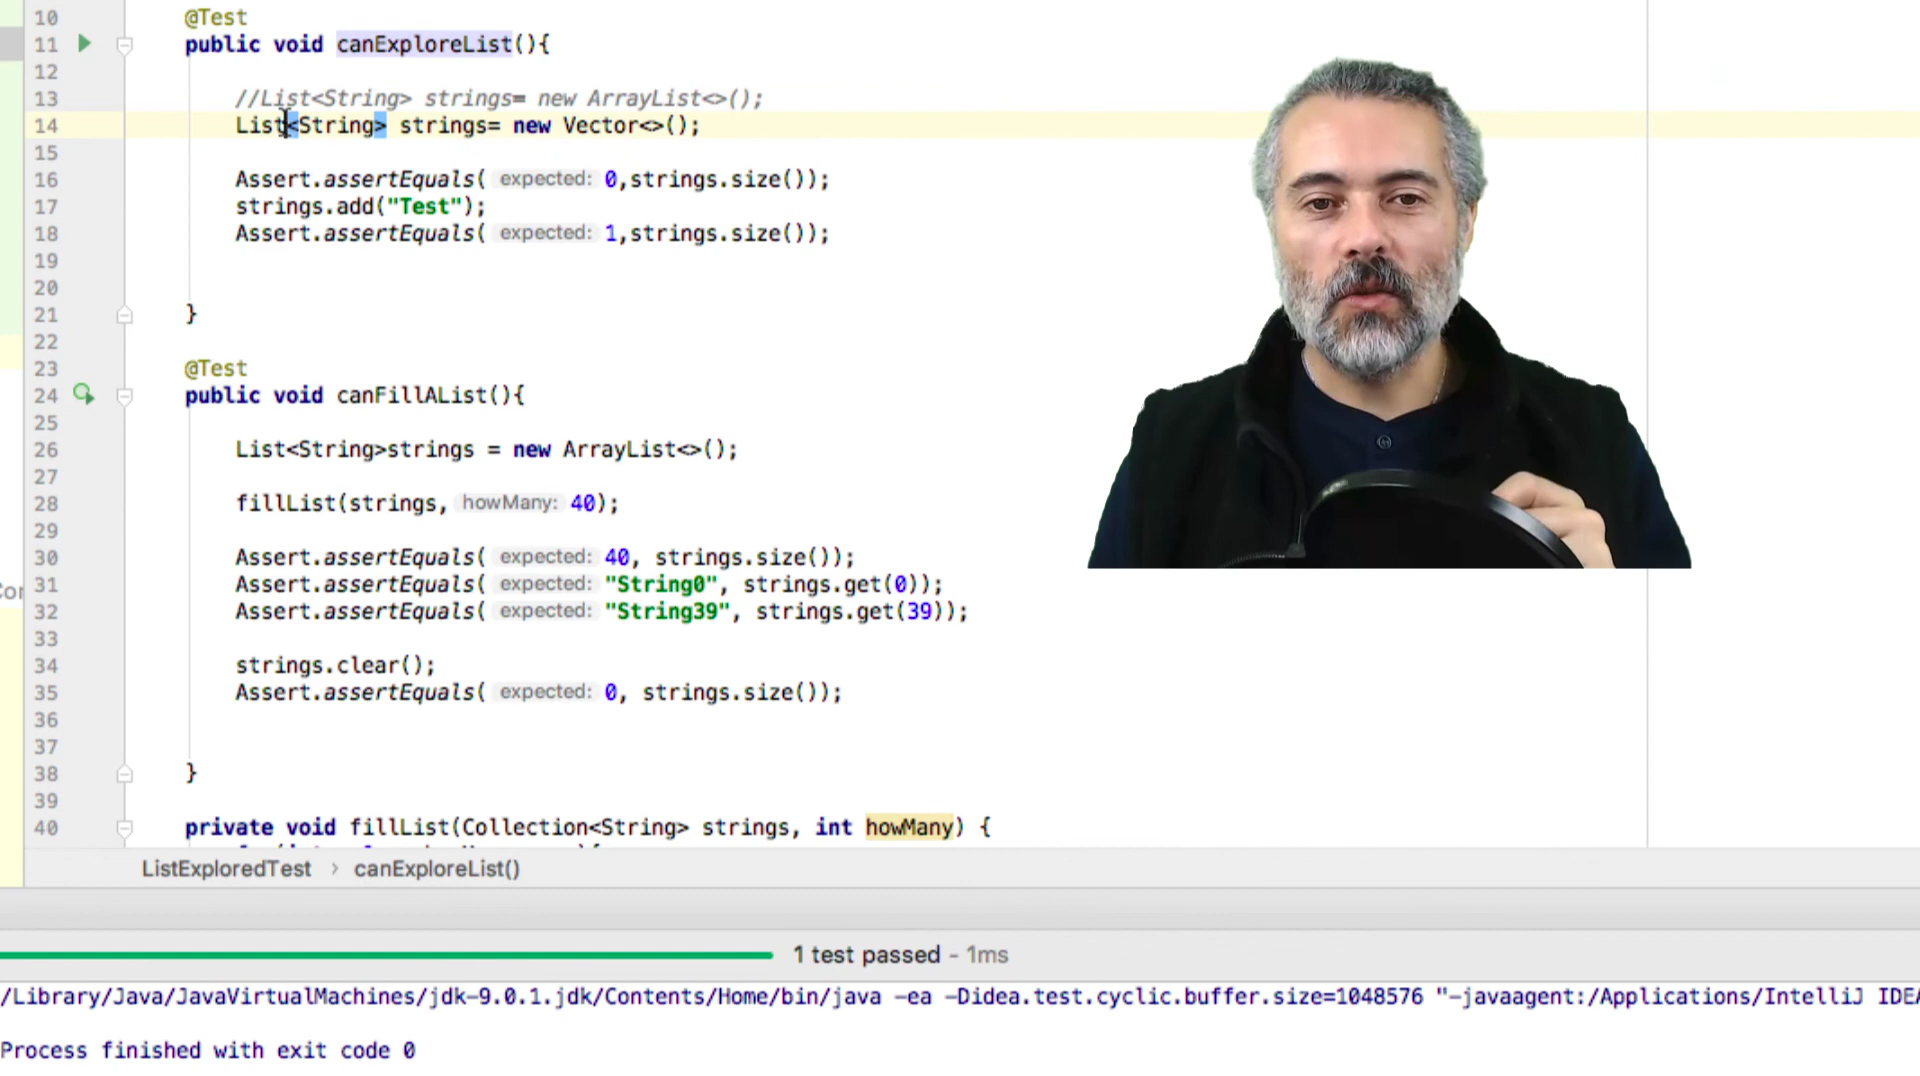 10 @Test
11 public void canExploreList(){
12
13 //List<String> strings= new ArrayList<>();
14 List<String> strings= new Vector<>();
15
16 Assert.assertEquals( expected: 0,strings.size());
17 strings.add("Test");
18 Assert.assertEquals( expected: 1,strings.size());
19
20
21 }
22
23 @Test
24 public void canFillAList(){
25
26 List<String>strings = new ArrayList<>();
27
28 fillList(strings, howMany: 40);
29
30 Assert.assertEquals( expected: 40, strings.size());
31 Assert.assertEquals( expected: "String0", strings.get(0));
32 Assert.assertEquals( expected: "String39", strings.get(39));
33
34 strings.clear();
35 Assert.assertEquals( expected: 0, strings.size());
36
37
38 }
39
40 private void fillList(Collection<String> strings, int howMany) {
ListExploredTest › canExploreList()
1 test passed - 1ms
/Library/Java/JavaVirtualMachines/jdk-9.0.1.jdk/Contents/Home/bin/java -ea -Didea.test.cyclic.buffer.size=1048576 "-javaagent:/Applications/IntelliJ IDEA
Process finished with exit code 0